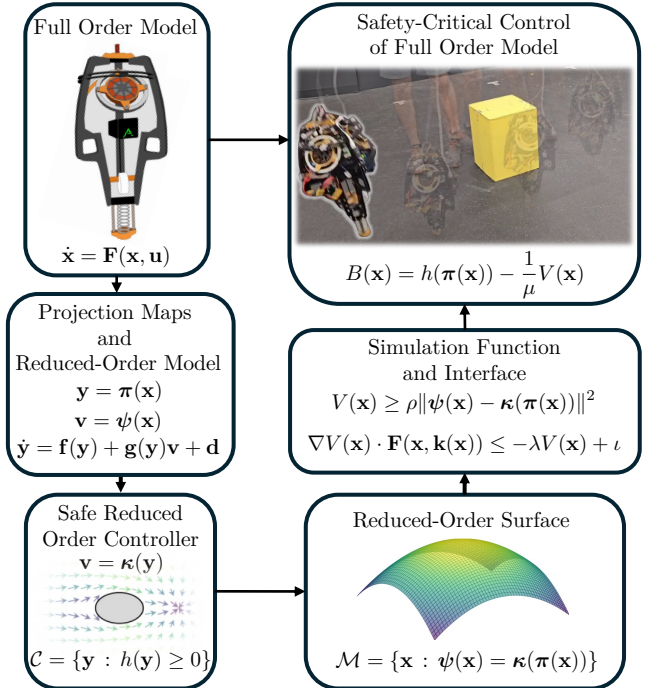 Full Order Model
ẋ = F(x, u)
Projection Maps
and
Reduced-Order Model
y = π(x)
v = ψ(x)
ẏ = f(y) + g(y)v + d
Safe Reduced
Order Controller
v = κ(y)
𝒞 = {y : h(y) ≥ 0}
Reduced-Order Surface
ℳ = {x : ψ(x) = κ(π(x))}
Simulation Function
and Interface
V(x) ≥ ρ‖ψ(x) − κ(π(x))‖²
∇V(x) · F(x, k(x)) ≤ −λV(x) + ι
Safety-Critical Control
of Full Order Model
B(x) = h(π(x)) − 1/μ V(x)